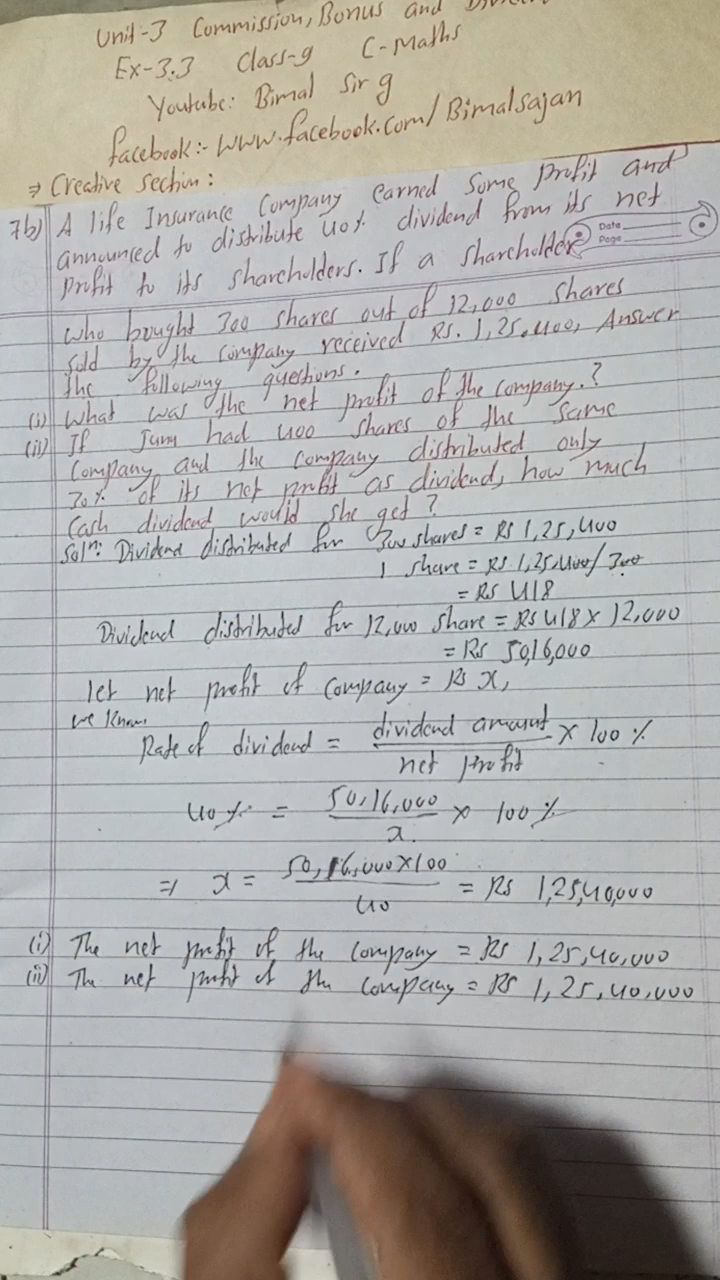 Unit-3 Commission, Bonus and
Ex-3.3 Class-9 C-Maths
Youtube: Bimal Sir g
facebook:- www.facebook.com/Bimalsajan
⇒ Creative section:
7b) A life Insurance Company earned some profit and
announced to distribute 40% dividend from its net
Date
Page
profit to its shareholders. If a shareholder
who bought 300 shares out of 12,000 shares
sold by the company received Rs. 1,25,400, Answer
the following questions.
(i) What was the net profit of the company.?
(ii) If Jum had 400 shares of the same
Company and the company distributed only
30% of its net profit as dividend, how much
Cash dividend would she get?
Soln: Dividend distributed for 300 shares = Rs 1,25,400
1 share = Rs 1,25,400/300
= Rs 418
Dividend distributed for 12,000 share = Rs 418 × 12,000
= Rs 50,16,000
let net profit of company = Rs x,
we know,
Rate of dividend = dividend amount / net profit × 100%
40% = 50,16,000 / x × 100%
⇒ x = 50,16,000×100 / 40 = Rs 1,25,40,000
(i) The net profit of the company = Rs 1,25,40,000
(ii) The net profit of the company = Rs 1,25,40,000